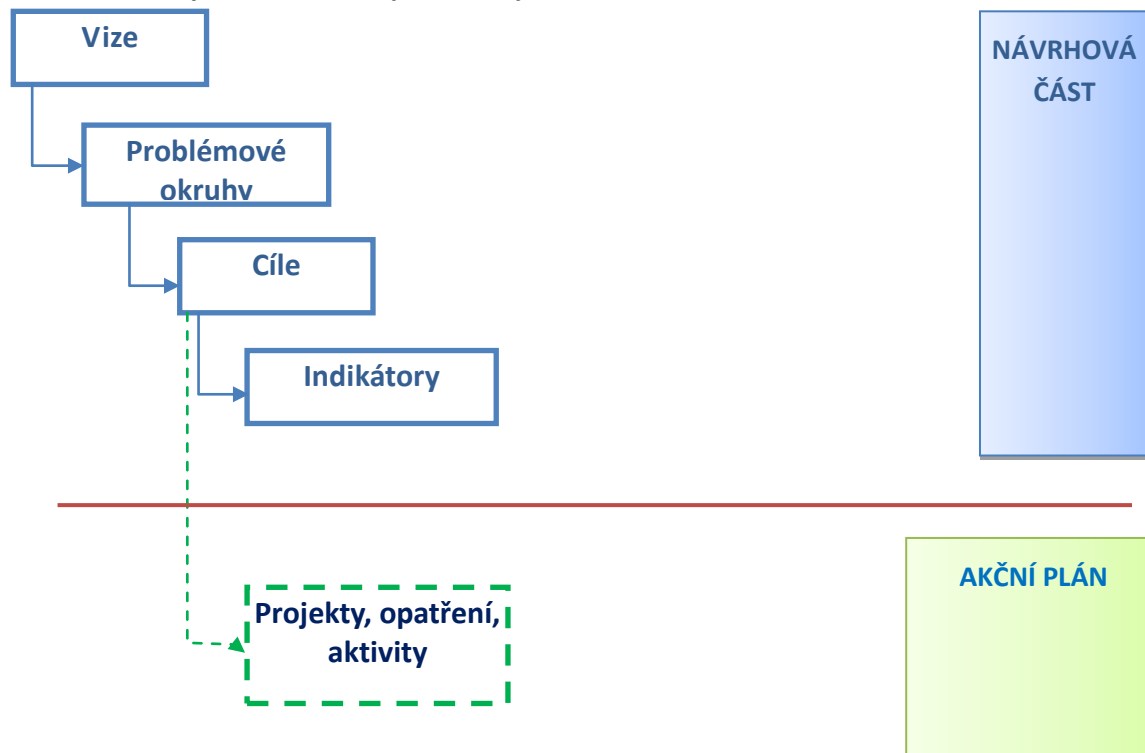 Vize
NÁVRHOVÁ
ČÁST
Problémové
okruhy
Cíle
Indikátory
AKČNÍ PLÁN
Projekty, opatření,
aktivity